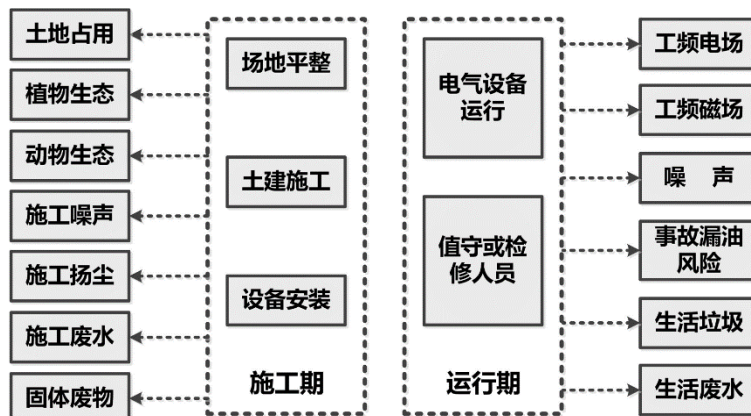 土地占用
植物生态
动物生态
施工噪声
施工扬尘
施工废水
固体废物
场地平整
土建施工
设备安装
施工期
电气设备
运行
值守或检
修人员
运行期
工频电场
工频磁场
噪 声
事故漏油
风险
生活垃圾
生活废水